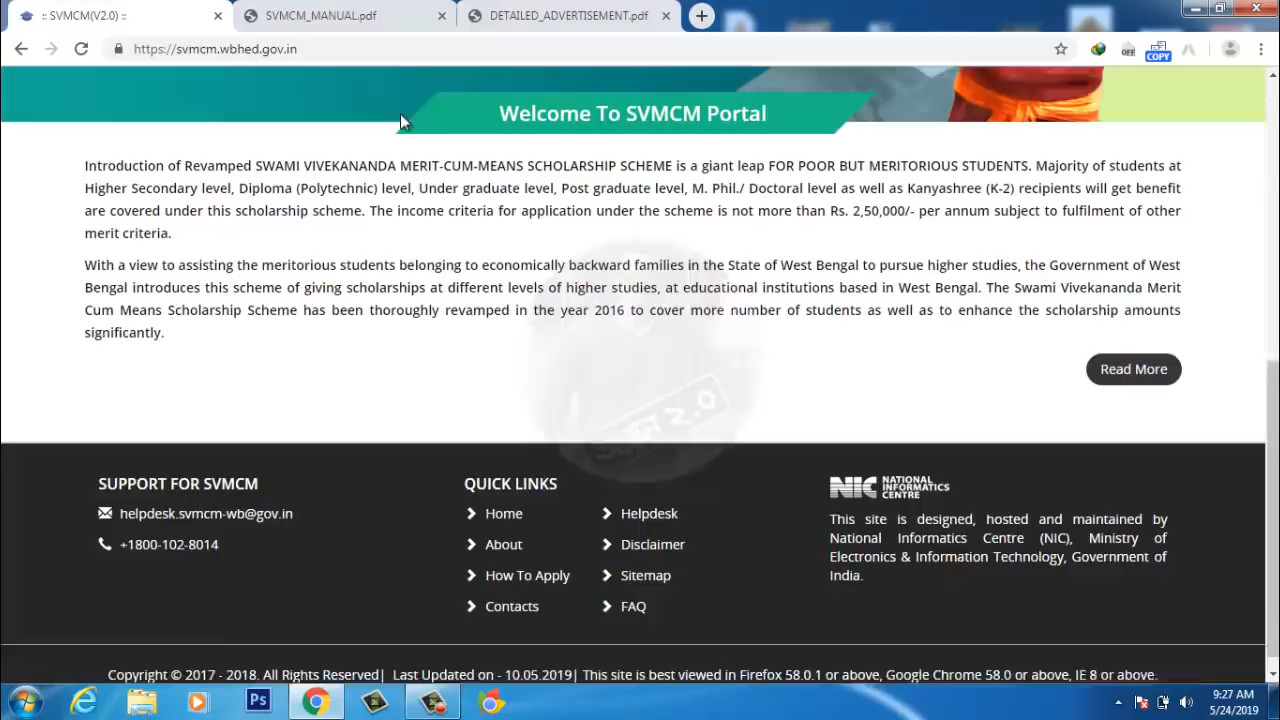 :: SVMCM(V2.0) ::
SVMCM_MANUAL.pdf
DETAILED_ADVERTISEMENT.pdf
https://svmcm.wbhed.gov.in
OFF
COPY
Welcome To SVMCM Portal
Introduction of Revamped SWAMI VIVEKANANDA MERIT-CUM-MEANS SCHOLARSHIP SCHEME is a giant leap FOR POOR BUT MERITORIOUS STUDENTS. Majority of students at
Higher Secondary level, Diploma (Polytechnic) level, Under graduate level, Post graduate level, M. Phil./ Doctoral level as well as Kanyashree (K-2) recipients will get benefit
are covered under this scholarship scheme. The income criteria for application under the scheme is not more than Rs. 2,50,000/- per annum subject to fulfilment of other
merit criteria.
With a view to assisting the meritorious students belonging to economically backward families in the State of West Bengal to pursue higher studies, the Government of West
Bengal introduces this scheme of giving scholarships at different levels of higher studies, at educational institutions based in West Bengal. The Swami Vivekananda Merit
Cum Means Scholarship Scheme has been thoroughly revamped in the year 2016 to cover more number of students as well as to enhance the scholarship amounts
significantly.
Read More
SUPPORT FOR SVMCM
helpdesk.svmcm-wb@gov.in
+1800-102-8014
QUICK LINKS
Home
Helpdesk
About
Disclaimer
How To Apply
Sitemap
Contacts
FAQ
NIC NATIONAL
INFORMATICS
CENTRE
This site is designed, hosted and maintained by
National Informatics Centre (NIC), Ministry of
Electronics & Information Technology, Government of
India.
Copyright © 2017 - 2018. All Rights Reserved| Last Updated on - 10.05.2019| This site is best viewed in Firefox 58.0.1 or above, Google Chrome 58.0 or above, IE 8 or above.
Ps
9:27 AM
5/24/2019